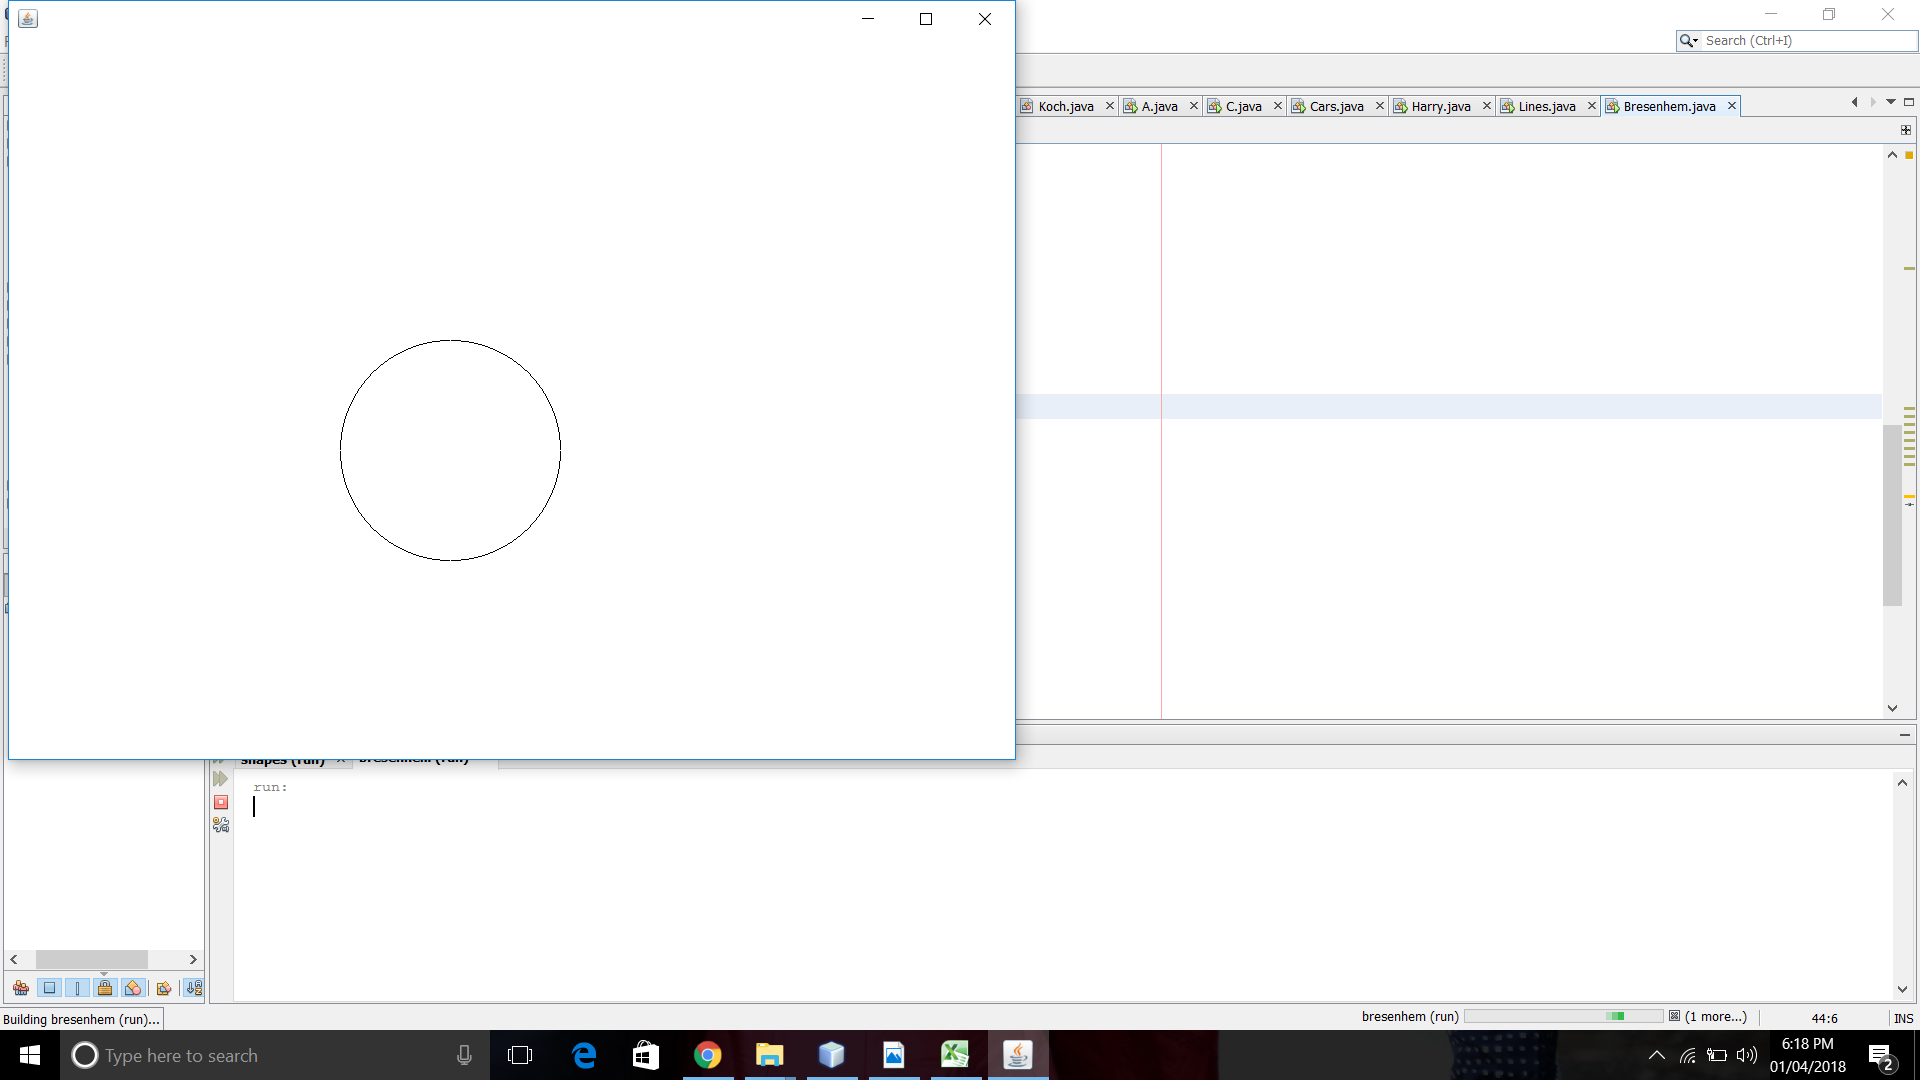 Search (Ctrl+I)
Koch.java A.java C.java Cars.java Harry.java Lines.java Bresenhem.java
shapes (run) bresenhem (run)
run:
Building bresenhem (run)...
bresenhem (run) (1 more...) 44:6 INS
Type here to search
6:18 PM
01/04/2018
2